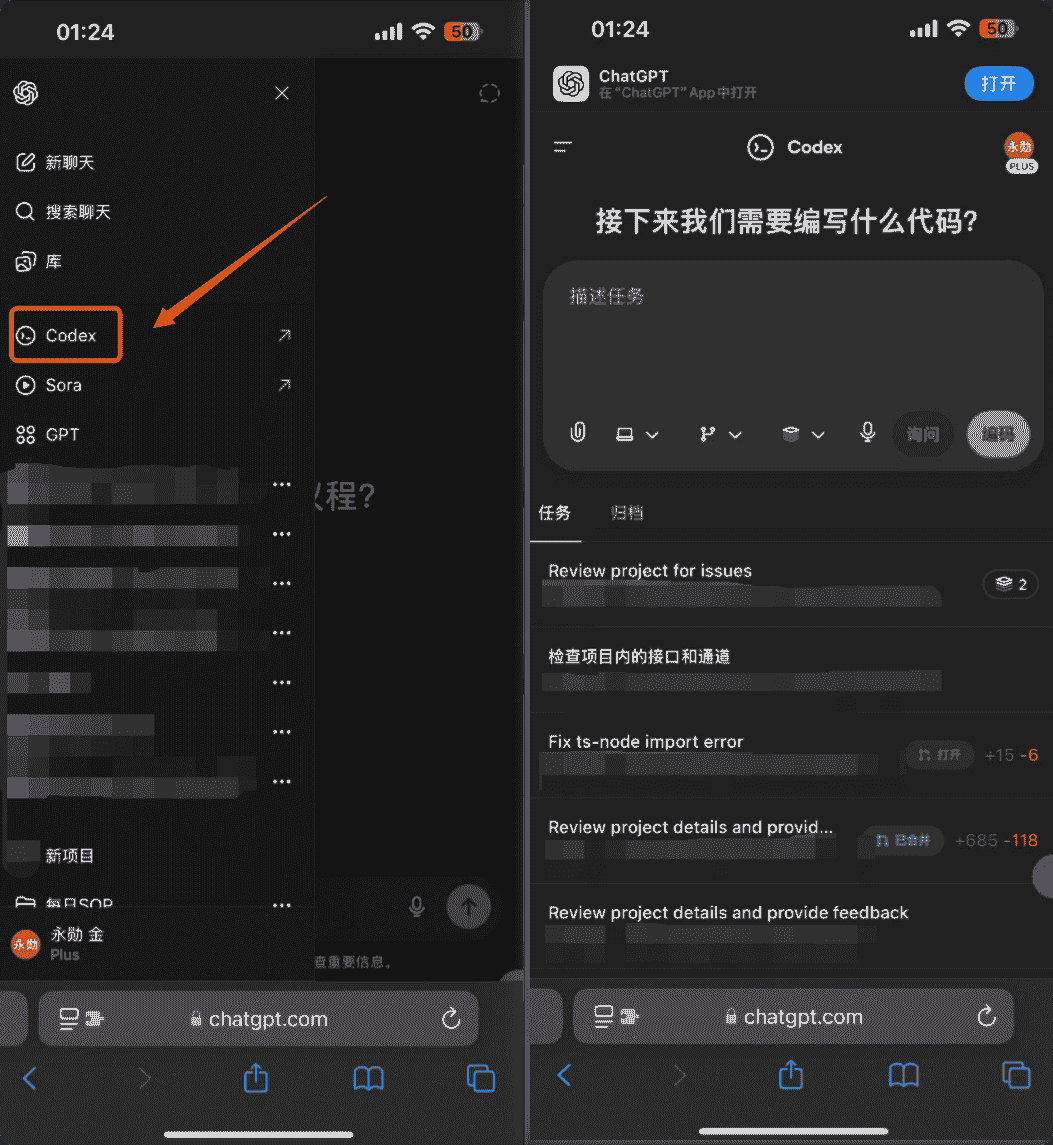 01:24
50
新聊天
搜索聊天
库
Codex
Sora
GPT
程?
新项目
每日SOP
永勋
永勋 金
Plus
查重要信息。
chatgpt.com
01:24
50
ChatGPT
在“ChatGPT”App中打开
打开
Codex
永勋
PLUS
接下来我们需要编写什么代码?
描述任务
询问
编码
任务
归档
Review project for issues
2
检查项目内的接口和通道
Fix ts-node import error
打开
+15 -6
Review project details and provid...
已合并
+685 -118
Review project details and provide feedback
chatgpt.com